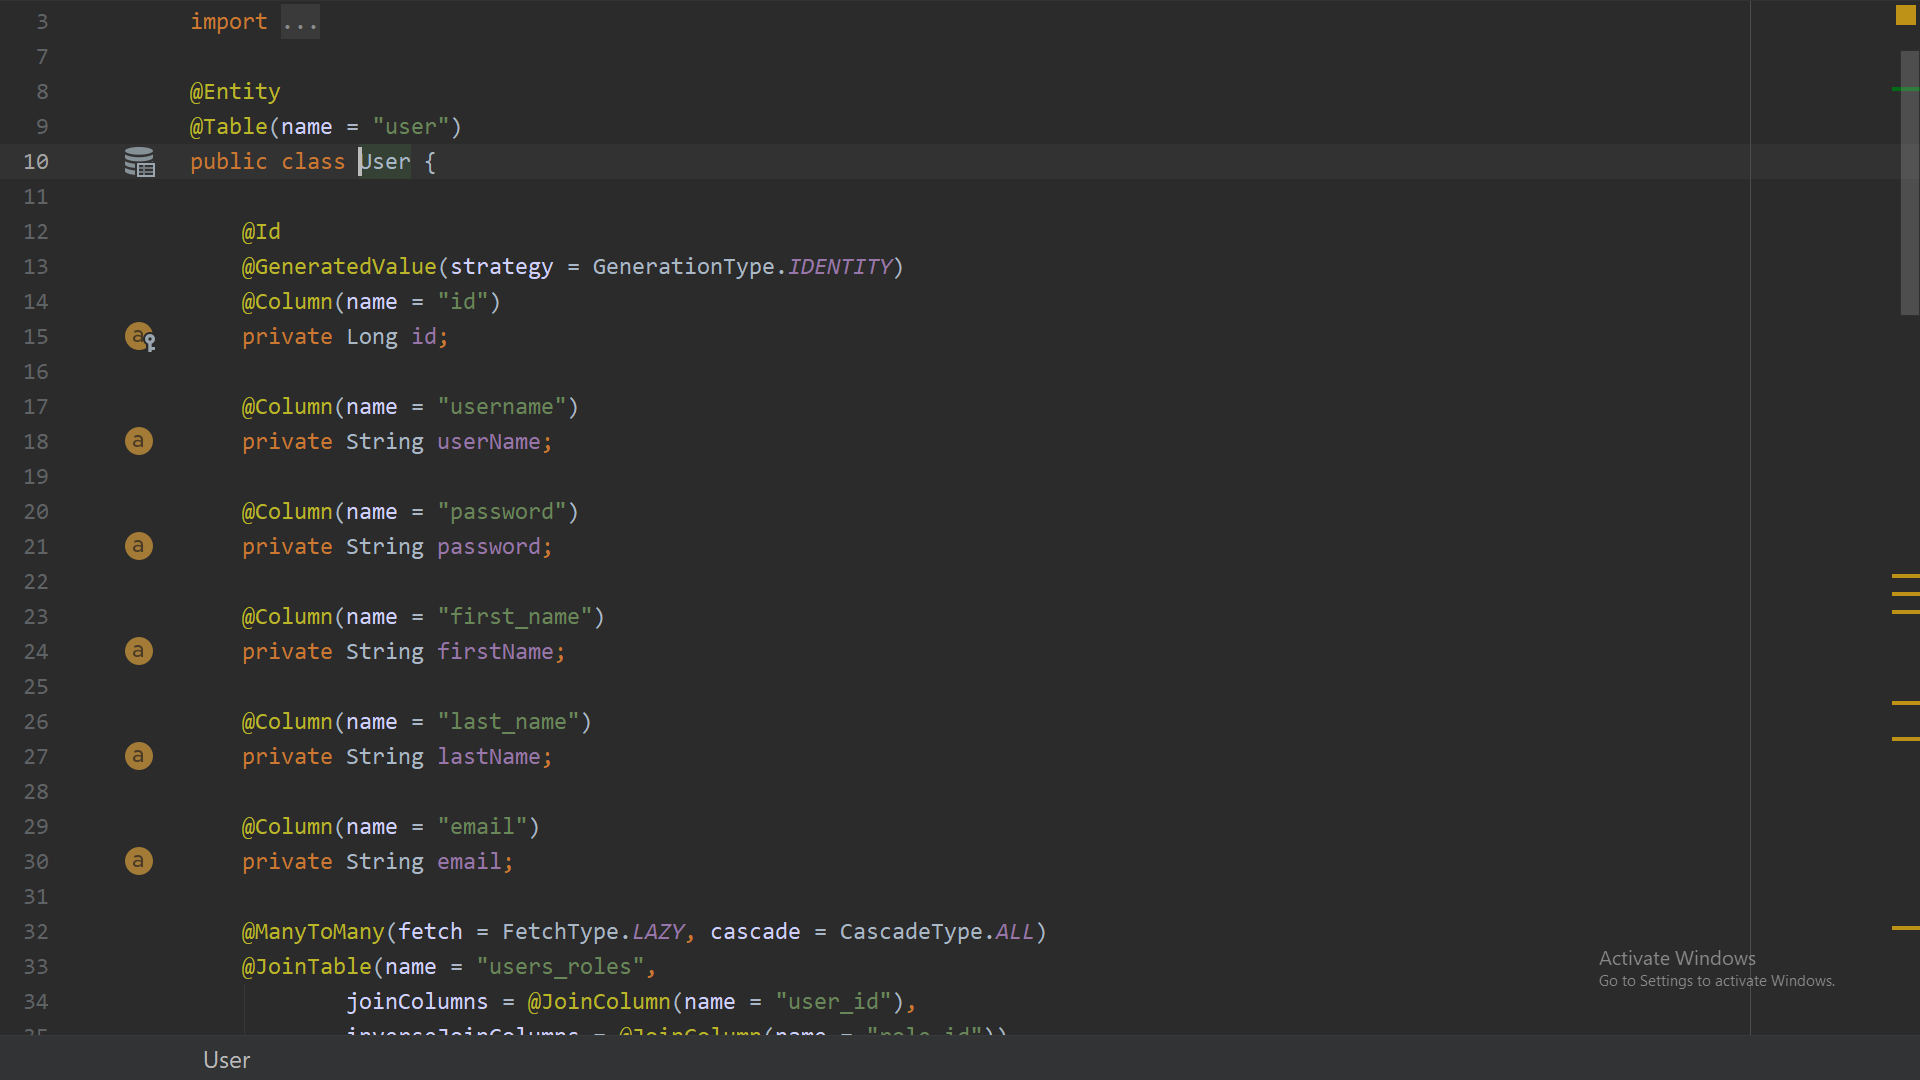 3 import ...
7
8 @Entity
9 @Table(name = "user")
10 public class User {
11
12 @Id
13 @GeneratedValue(strategy = GenerationType.IDENTITY)
14 @Column(name = "id")
15 private Long id;
16
17 @Column(name = "username")
18 private String userName;
19
20 @Column(name = "password")
21 private String password;
22
23 @Column(name = "first_name")
24 private String firstName;
25
26 @Column(name = "last_name")
27 private String lastName;
28
29 @Column(name = "email")
30 private String email;
31
32 @ManyToMany(fetch = FetchType.LAZY, cascade = CascadeType.ALL)
33 @JoinTable(name = "users_roles",
34 joinColumns = @JoinColumn(name = "user_id"),
35 inverseJoinColumns = @JoinColumn(name = "role_id"))
Activate Windows
Go to Settings to activate Windows.
User